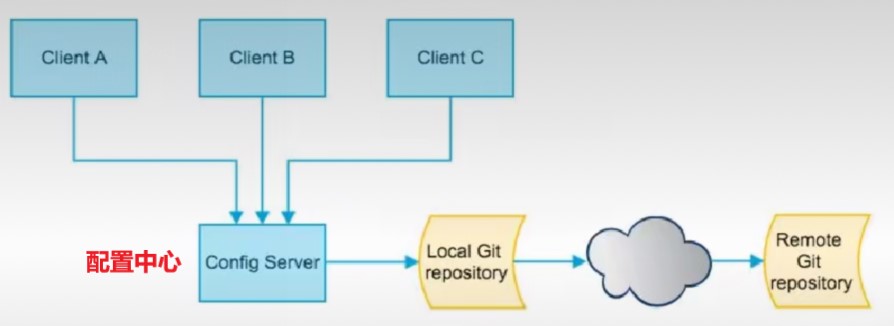 Client A
Client B
Client C
配置中心
Config Server
Local Git
repository
Remote
Git
repository